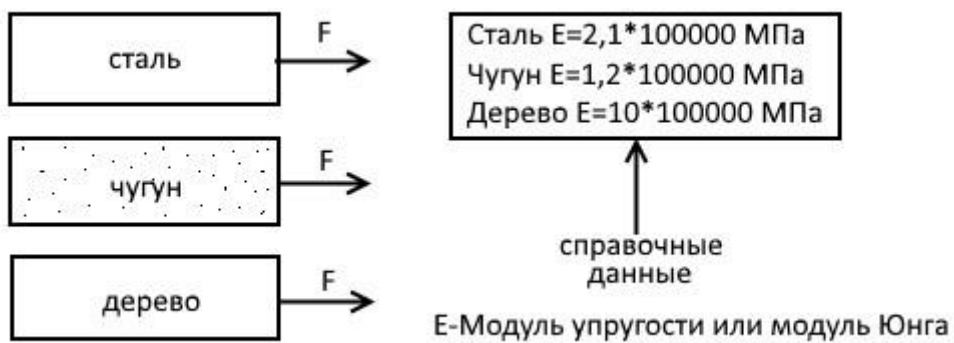 сталь
F
чугун
F
дерево
F
Сталь E=2,1*100000 МПа
Чугун E=1,2*100000 МПа
Дерево E=10*100000 МПа
справочные
данные
E-Модуль упругости или модуль Юнга